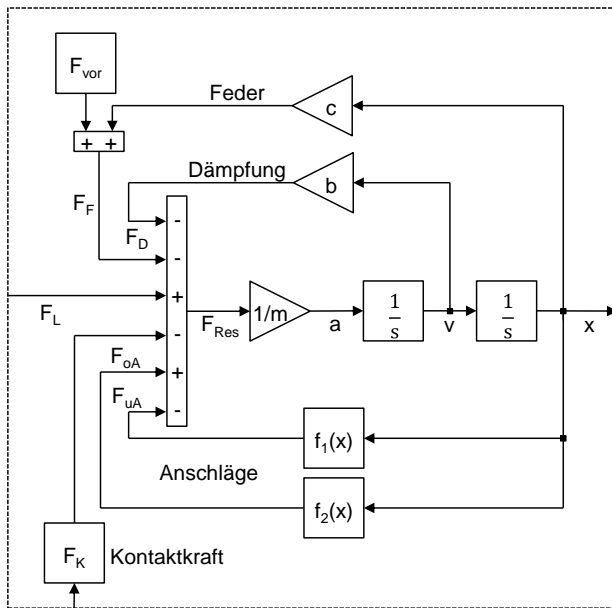 F_vor
Feder
c
+ +
Dämpfung
b
F_F
F_D
-
-
+
-
+
-
F_L
F_Res
1/m
a
1/s
v
1/s
x
F_oA
F_uA
f_1(x)
Anschläge
f_2(x)
F_K
Kontaktkraft